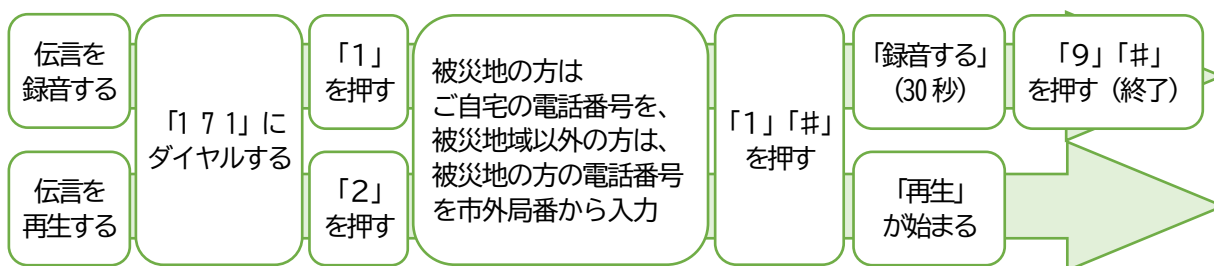 伝言を
録音する
「1 7 1」に
ダイヤルする
「1」
を押す
被災地の方は
ご自宅の電話番号を、
被災地域以外の方は、
被災地の方の電話番号
を市外局番から入力
「1」「#」
を押す
「録音する」
(30秒)
「9」「#」
を押す(終了)
伝言を
再生する
「2」
を押す
「再生」
が始まる